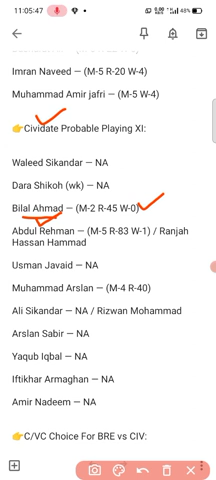 11:05:47
48%
Imran Naveed – (M-5 R-20 W-4)
Muhammad Amir jafri – (M-5 W-4)
👉Cividate Probable Playing XI:
Waleed Sikandar – NA
Dara Shikoh (wk) – NA
Bilal Ahmad – (M-2 R-45 W-0)
Abdul Rehman – (M-5 R-83 W-1) / Ranjah
Hassan Hammad
Usman Javaid – NA
Muhammad Arslan – (M-4 R-40)
Ali Sikandar – NA / Rizwan Mohammad
Arslan Sabir – NA
Yaqub Iqbal – NA
Iftikhar Armaghan – NA
Amir Nadeem – NA
👉C/VC Choice For BRE vs CIV: